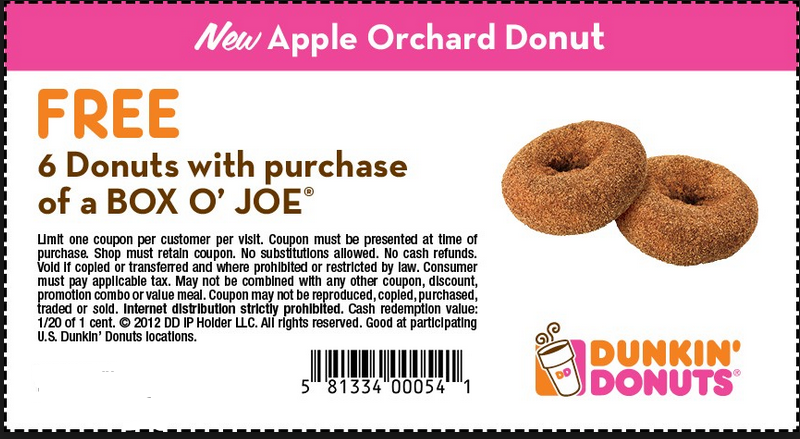 New Apple Orchard Donut
FREE
6 Donuts with purchase
of a BOX O' JOE®
Limit one coupon per customer per visit. Coupon must be presented at time of
purchase. Shop must retain coupon. No substitutions allowed. No cash refunds.
Void if copied or transferred and where prohibited or restricted by law. Consumer
must pay applicable tax. May not be combined with any other coupon, discount,
promotion combo or value meal. Coupon may not be reproduced, copied, purchased,
traded or sold. Internet distribution strictly prohibited. Cash redemption value:
1/20 of 1 cent. © 2012 DD IP Holder LLC. All rights reserved. Good at participating
U.S. Dunkin' Donuts locations.
5 81334 00054 1
DD
DUNKIN'
DONUTS®